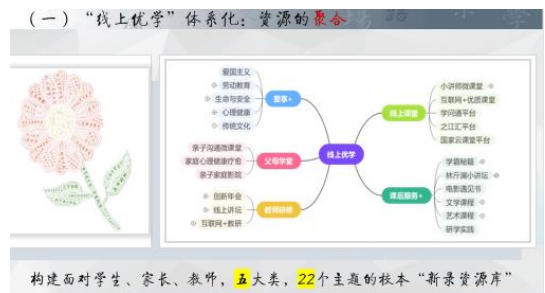 （一）“线上优学”体系化：资源的聚合
爱国主义
劳动教育
生命与安全
心理健康
传统文化
爱享+
亲子沟通微课堂
家庭心理健康疗愈
亲子家庭影院
父母学堂
创新年会
线上讲坛
互联网+教研
教师研修
线上优学
线上课堂
小讲师微课堂
互联网+优质课堂
学问通平台
之江汇平台
国家云课堂平台
课后服务+
学霸秘籍
林斤澜小讲坛
电影遇见书
文学课程
艺术课程
研学实践
构建面对学生、家长、教师，五大类，22个主题的校本“新录资源库”